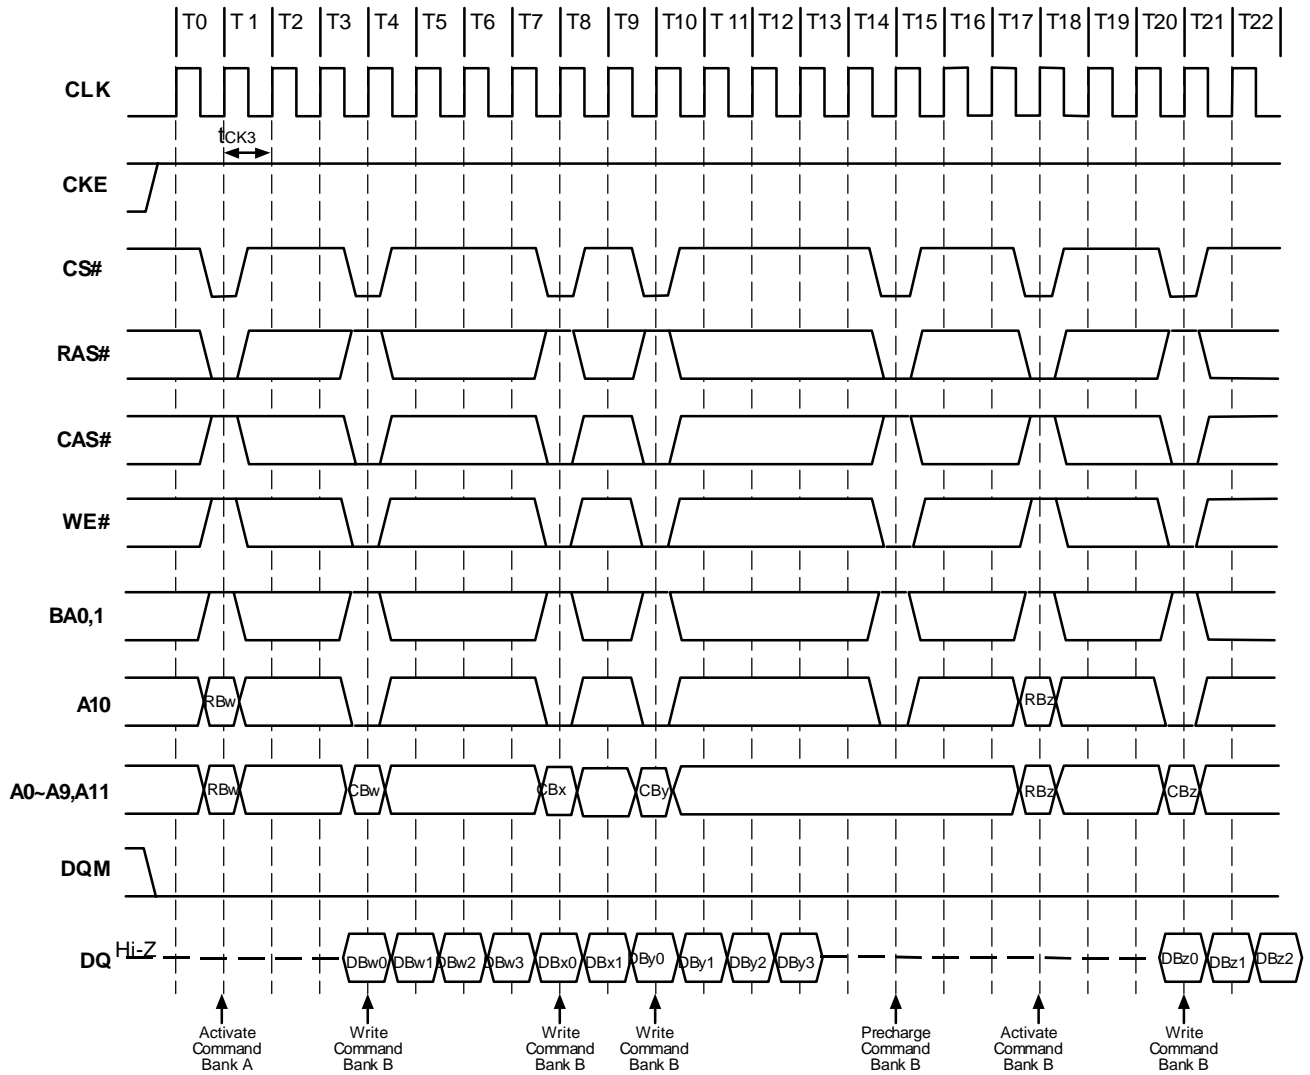 T0 T 1 T2 T3 T4 T5 T6 T7 T8 T9 T10 T 11 T12 T13 T14 T15 T16 T17 T18 T19 T20 T21 T22
CLK
tCK3
CKE
CS#
RAS#
CAS#
WE#
BA0,1
A10 RBw RBz
A0~A9,A11 RBw CBw CBx CBy RBz CBz
DQM
DQ Hi-Z DBw0 DBw1 DBw2 DBw3 DBx0 DBx1 DBy0 DBy1 DBy2 DBy3 DBz0 DBz1 DBz2
Activate Command Bank A
Write Command Bank B
Write Command Bank B
Write Command Bank B
Precharge Command Bank B
Activate Command Bank B
Write Command Bank B